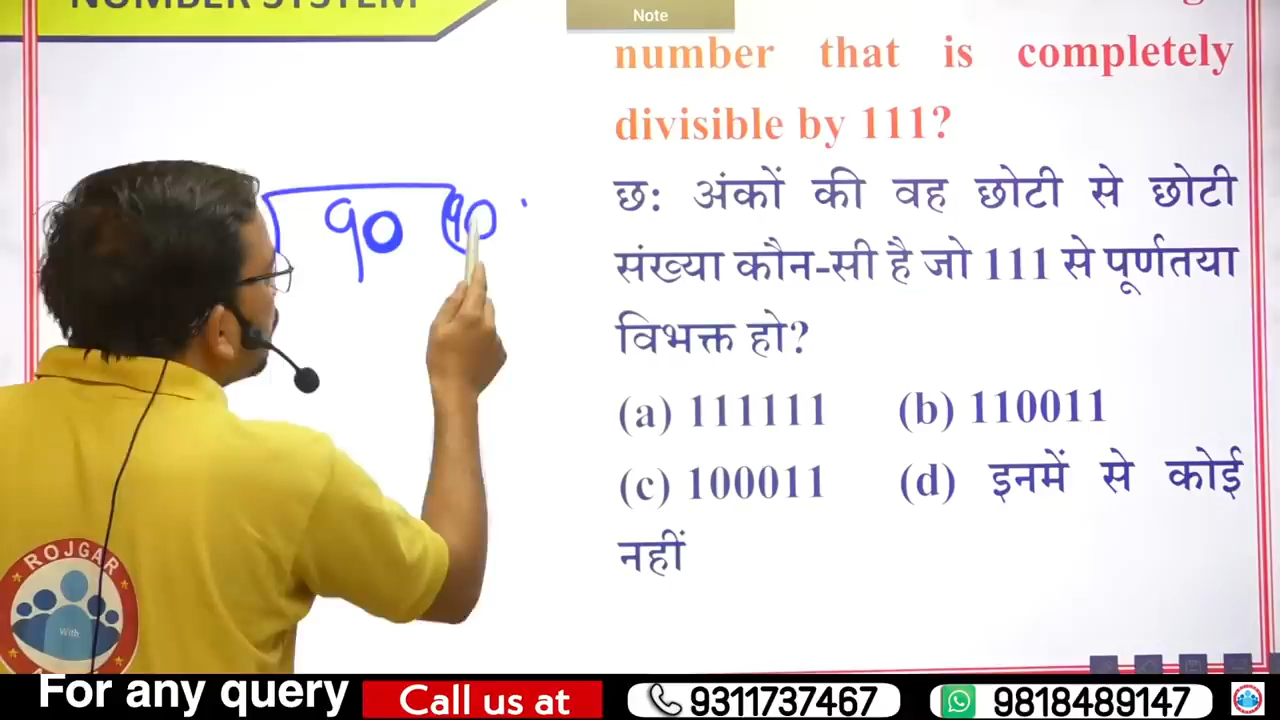 NUMBER SYSTEM
Note
number that is completely
divisible by 111?
छः अंकों की वह छोटी से छोटी
संख्या कौन-सी है जो 111 से पूर्णतया
विभक्त हो?
(a) 111111 (b) 110011
(c) 100011 (d) इनमें से कोई
नहीं
90
ROJGAR
With
For any query
Call us at
9311737467
9818489147